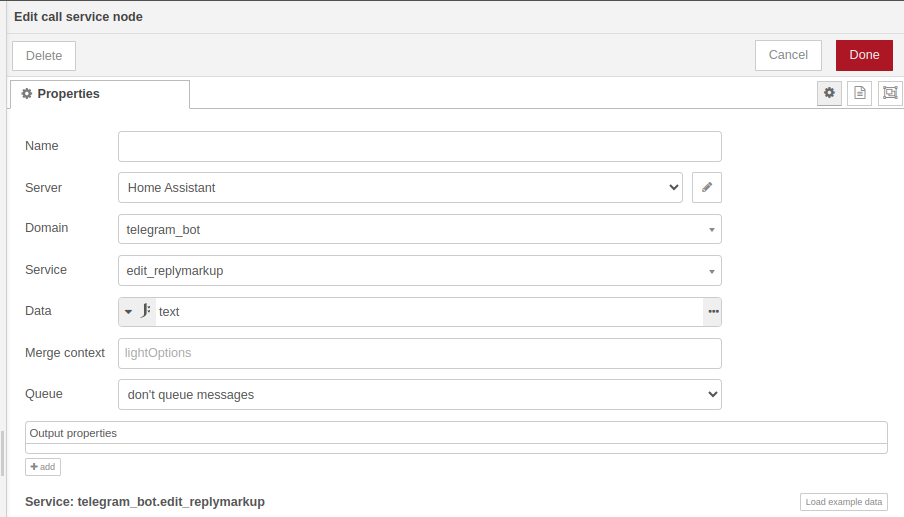 Edit call service node
Delete
Cancel
Done
Properties
Name
Server
Home Assistant
Domain
telegram_bot
Service
edit_replymarkup
Data
text
Merge context
lightOptions
Queue
don't queue messages
Output properties
add
Service: telegram_bot.edit_replymarkup
Load example data